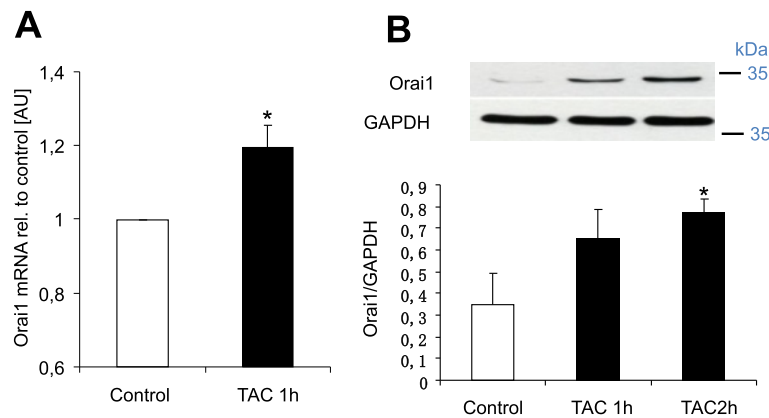 A
Orai1 mRNA rel. to control [AU]
1,4
1,2
1
0,8
0,6
*
Control
TAC 1h
B
kDa
Orai1
35
GAPDH
35
Orai1/GAPDH
0,9
0,8
0,7
0,6
0,5
0,4
0,3
0,2
0,1
0
*
Control
TAC 1h
TAC2h